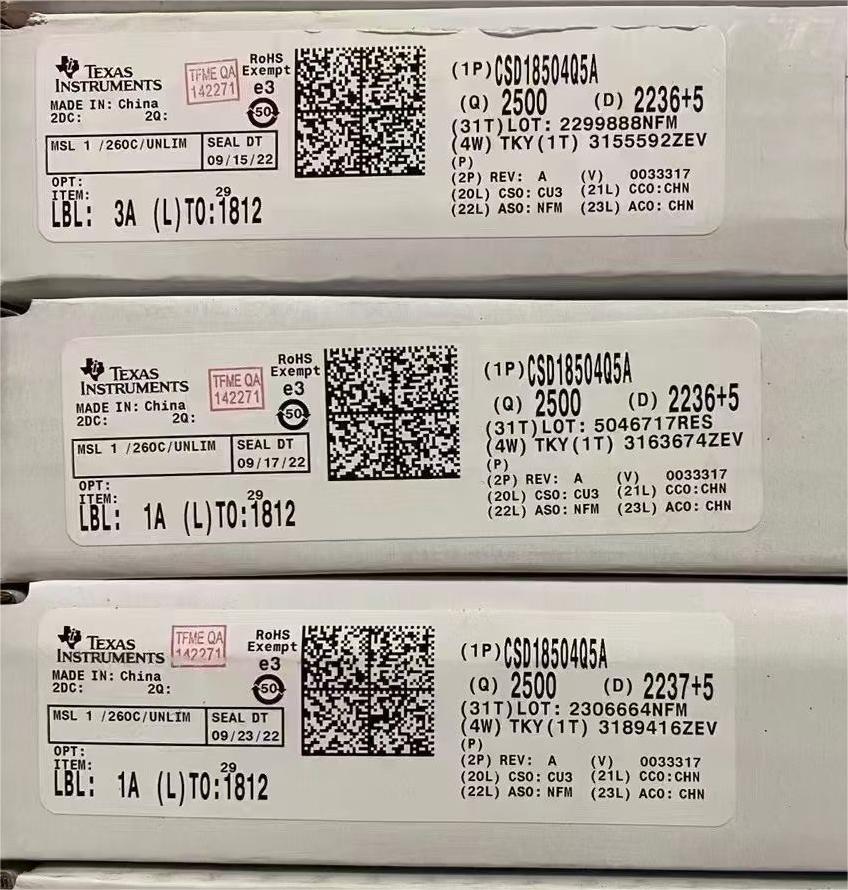 TEXAS INSTRUMENTS
TFME QA
142271
RoHS
Exempt
e3
50
MADE IN: China
2DC: 2Q:
MSL 1 /260C/UNLIM
SEAL DT
09/15/22
OPT:
ITEM: 29
LBL: 3A (L)TO:1812
(1P)CSD18504Q5A
(Q) 2500 (D) 2236+5
(31T)LOT: 2299888NFM
(4W) TKY(1T) 3155592ZEV
(P)
(2P) REV: A (V) 0033317
(20L) CSO: CU3 (21L) CCO:CHN
(22L) ASO: NFM (23L) ACO: CHN
TEXAS INSTRUMENTS
TFME QA
142271
RoHS
Exempt
e3
50
MADE IN: China
2DC: 2Q:
MSL 1 /260C/UNLIM
SEAL DT
09/17/22
OPT:
ITEM: 29
LBL: 1A (L)TO:1812
(1P)CSD18504Q5A
(Q) 2500 (D) 2236+5
(31T)LOT: 5046717RES
(4W) TKY(1T) 3163674ZEV
(P)
(2P) REV: A (V) 0033317
(20L) CSO: CU3 (21L) CCO:CHN
(22L) ASO: NFM (23L) ACO: CHN
TEXAS INSTRUMENTS
TFME QA
142271
RoHS
Exempt
e3
50
MADE IN: China
2DC: 2Q:
MSL 1 /260C/UNLIM
SEAL DT
09/23/22
OPT:
ITEM: 29
LBL: 1A (L)TO:1812
(1P)CSD18504Q5A
(Q) 2500 (D) 2237+5
(31T)LOT: 2306664NFM
(4W) TKY(1T) 3189416ZEV
(P)
(2P) REV: A (V) 0033317
(20L) CSO: CU3 (21L) CCO:CHN
(22L) ASO: NFM (23L) ACO: CHN